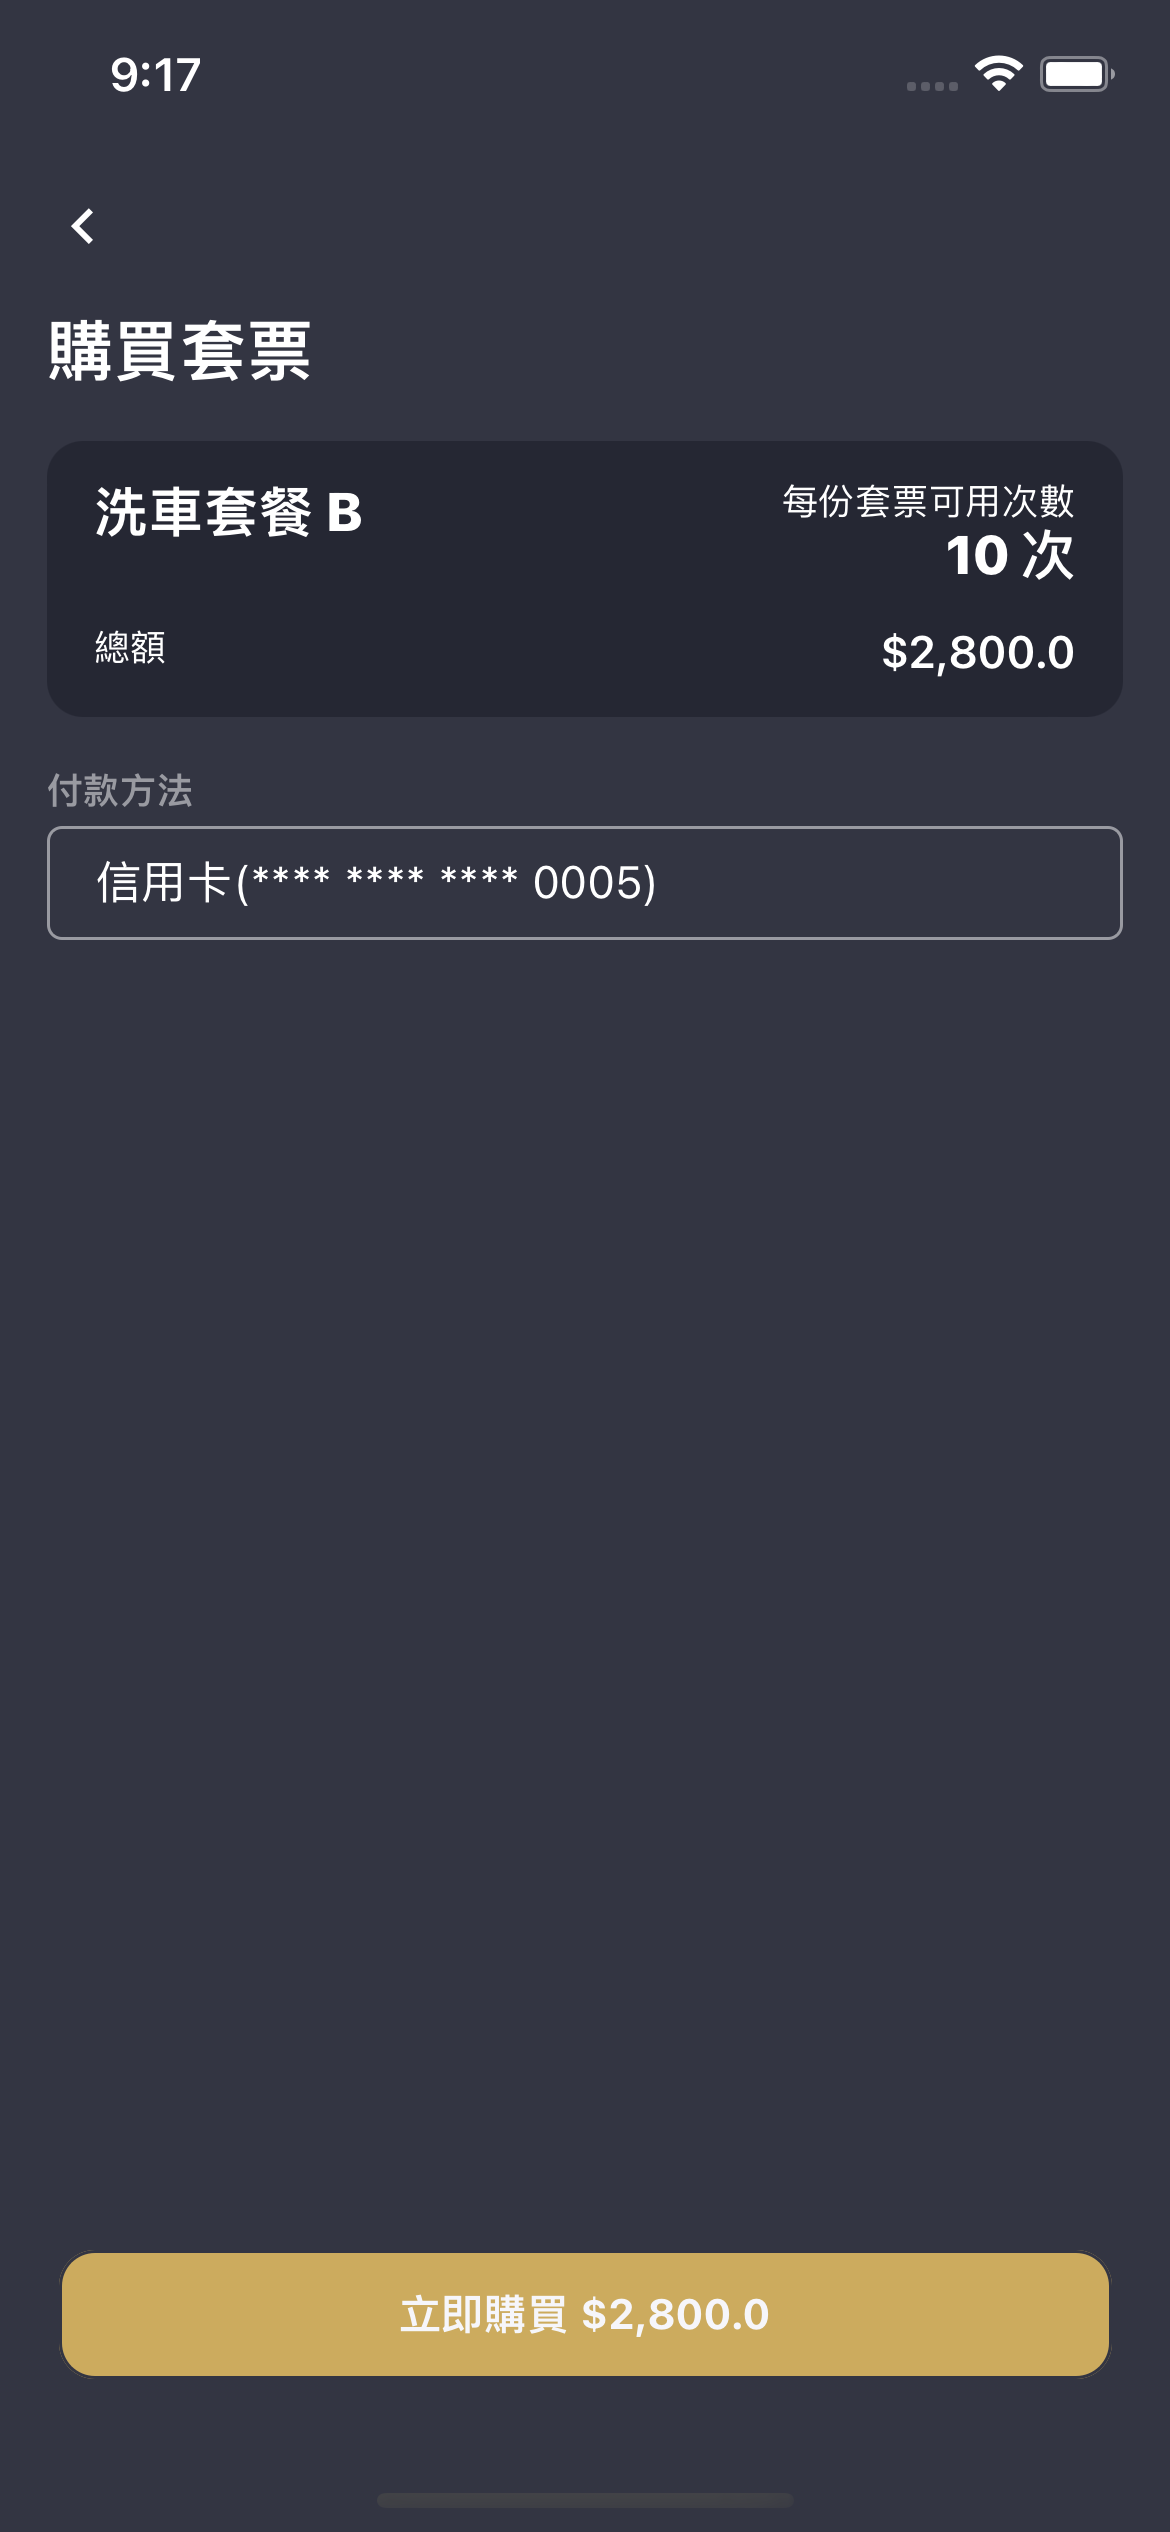 9:17
購買套票
洗車套餐 B
每份套票可用次數
10 次
總額
$2,800.0
付款方法
信用卡(**** **** **** 0005)
立即購買 $2,800.0